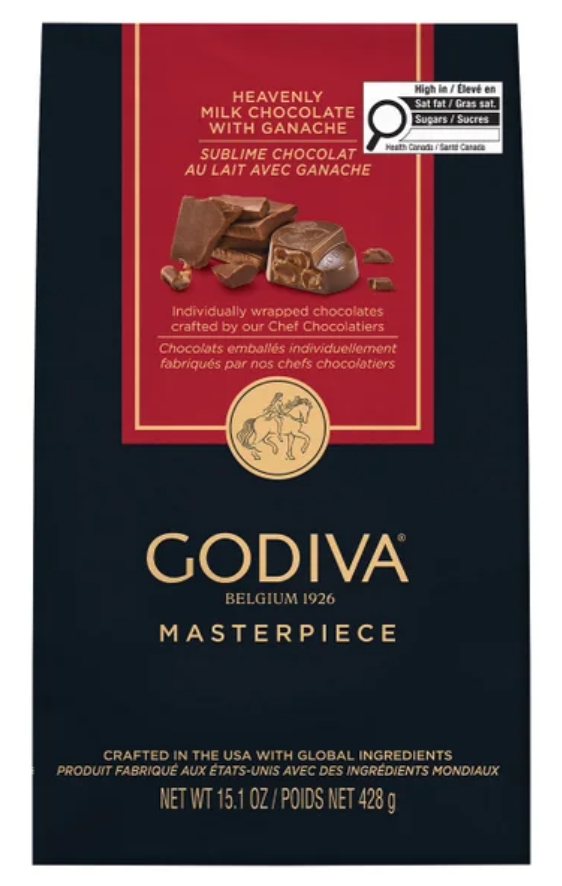 HEAVENLY
MILK CHOCOLATE
WITH GANACHE
SUBLIME CHOCOLAT
AU LAIT AVEC GANACHE
High in / Élevé en
Sat fat / Gras sat.
Sugars / Sucres
Health Canada / Santé Canada
Individually wrapped chocolates
crafted by our Chef Chocolatiers
Chocolats emballés individuellement
fabriqués par nos chefs chocolatiers
GODIVA®
BELGIUM 1926
MASTERPIECE
CRAFTED IN THE USA WITH GLOBAL INGREDIENTS
PRODUIT FABRIQUÉ AUX ÉTATS-UNIS AVEC DES INGRÉDIENTS MONDIAUX
NET WT 15.1 OZ / POIDS NET 428 g